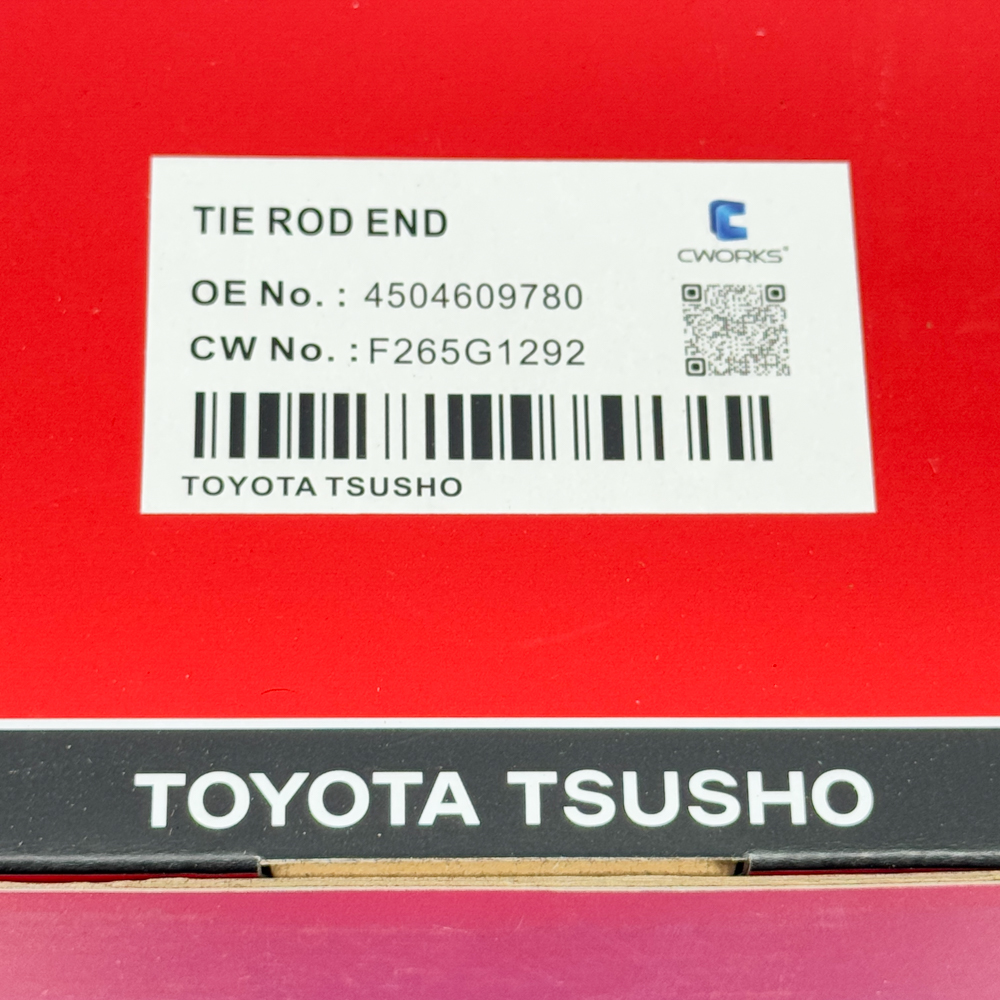 TIE ROD END
CWORKS®
OE No. : 4504609780
CW No. : F265G1292
TOYOTA TSUSHO
TOYOTA TSUSHO